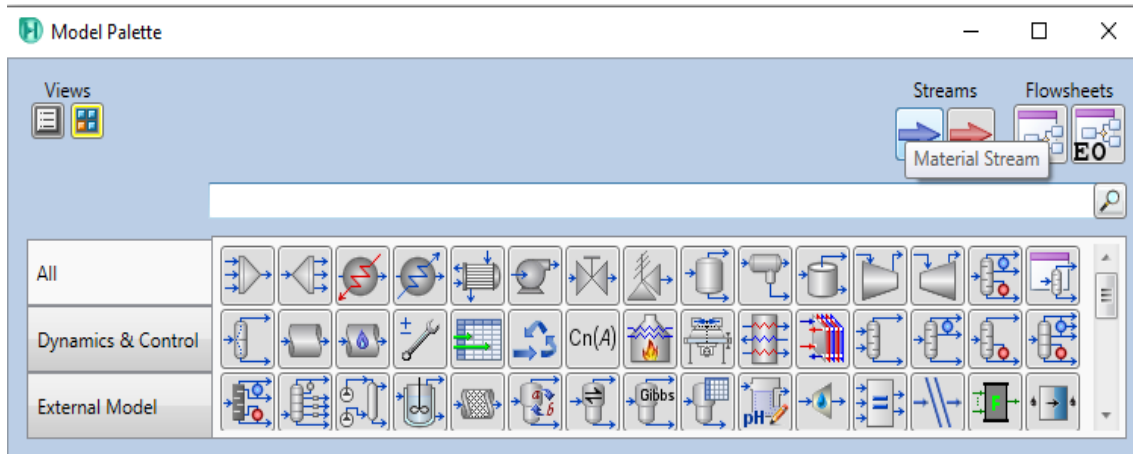 Model Palette
Views
Streams Flowsheets
EO
Material Stream
All
Dynamics & Control
Cn(A)
External Model
a
b
Gibbs
pH
F